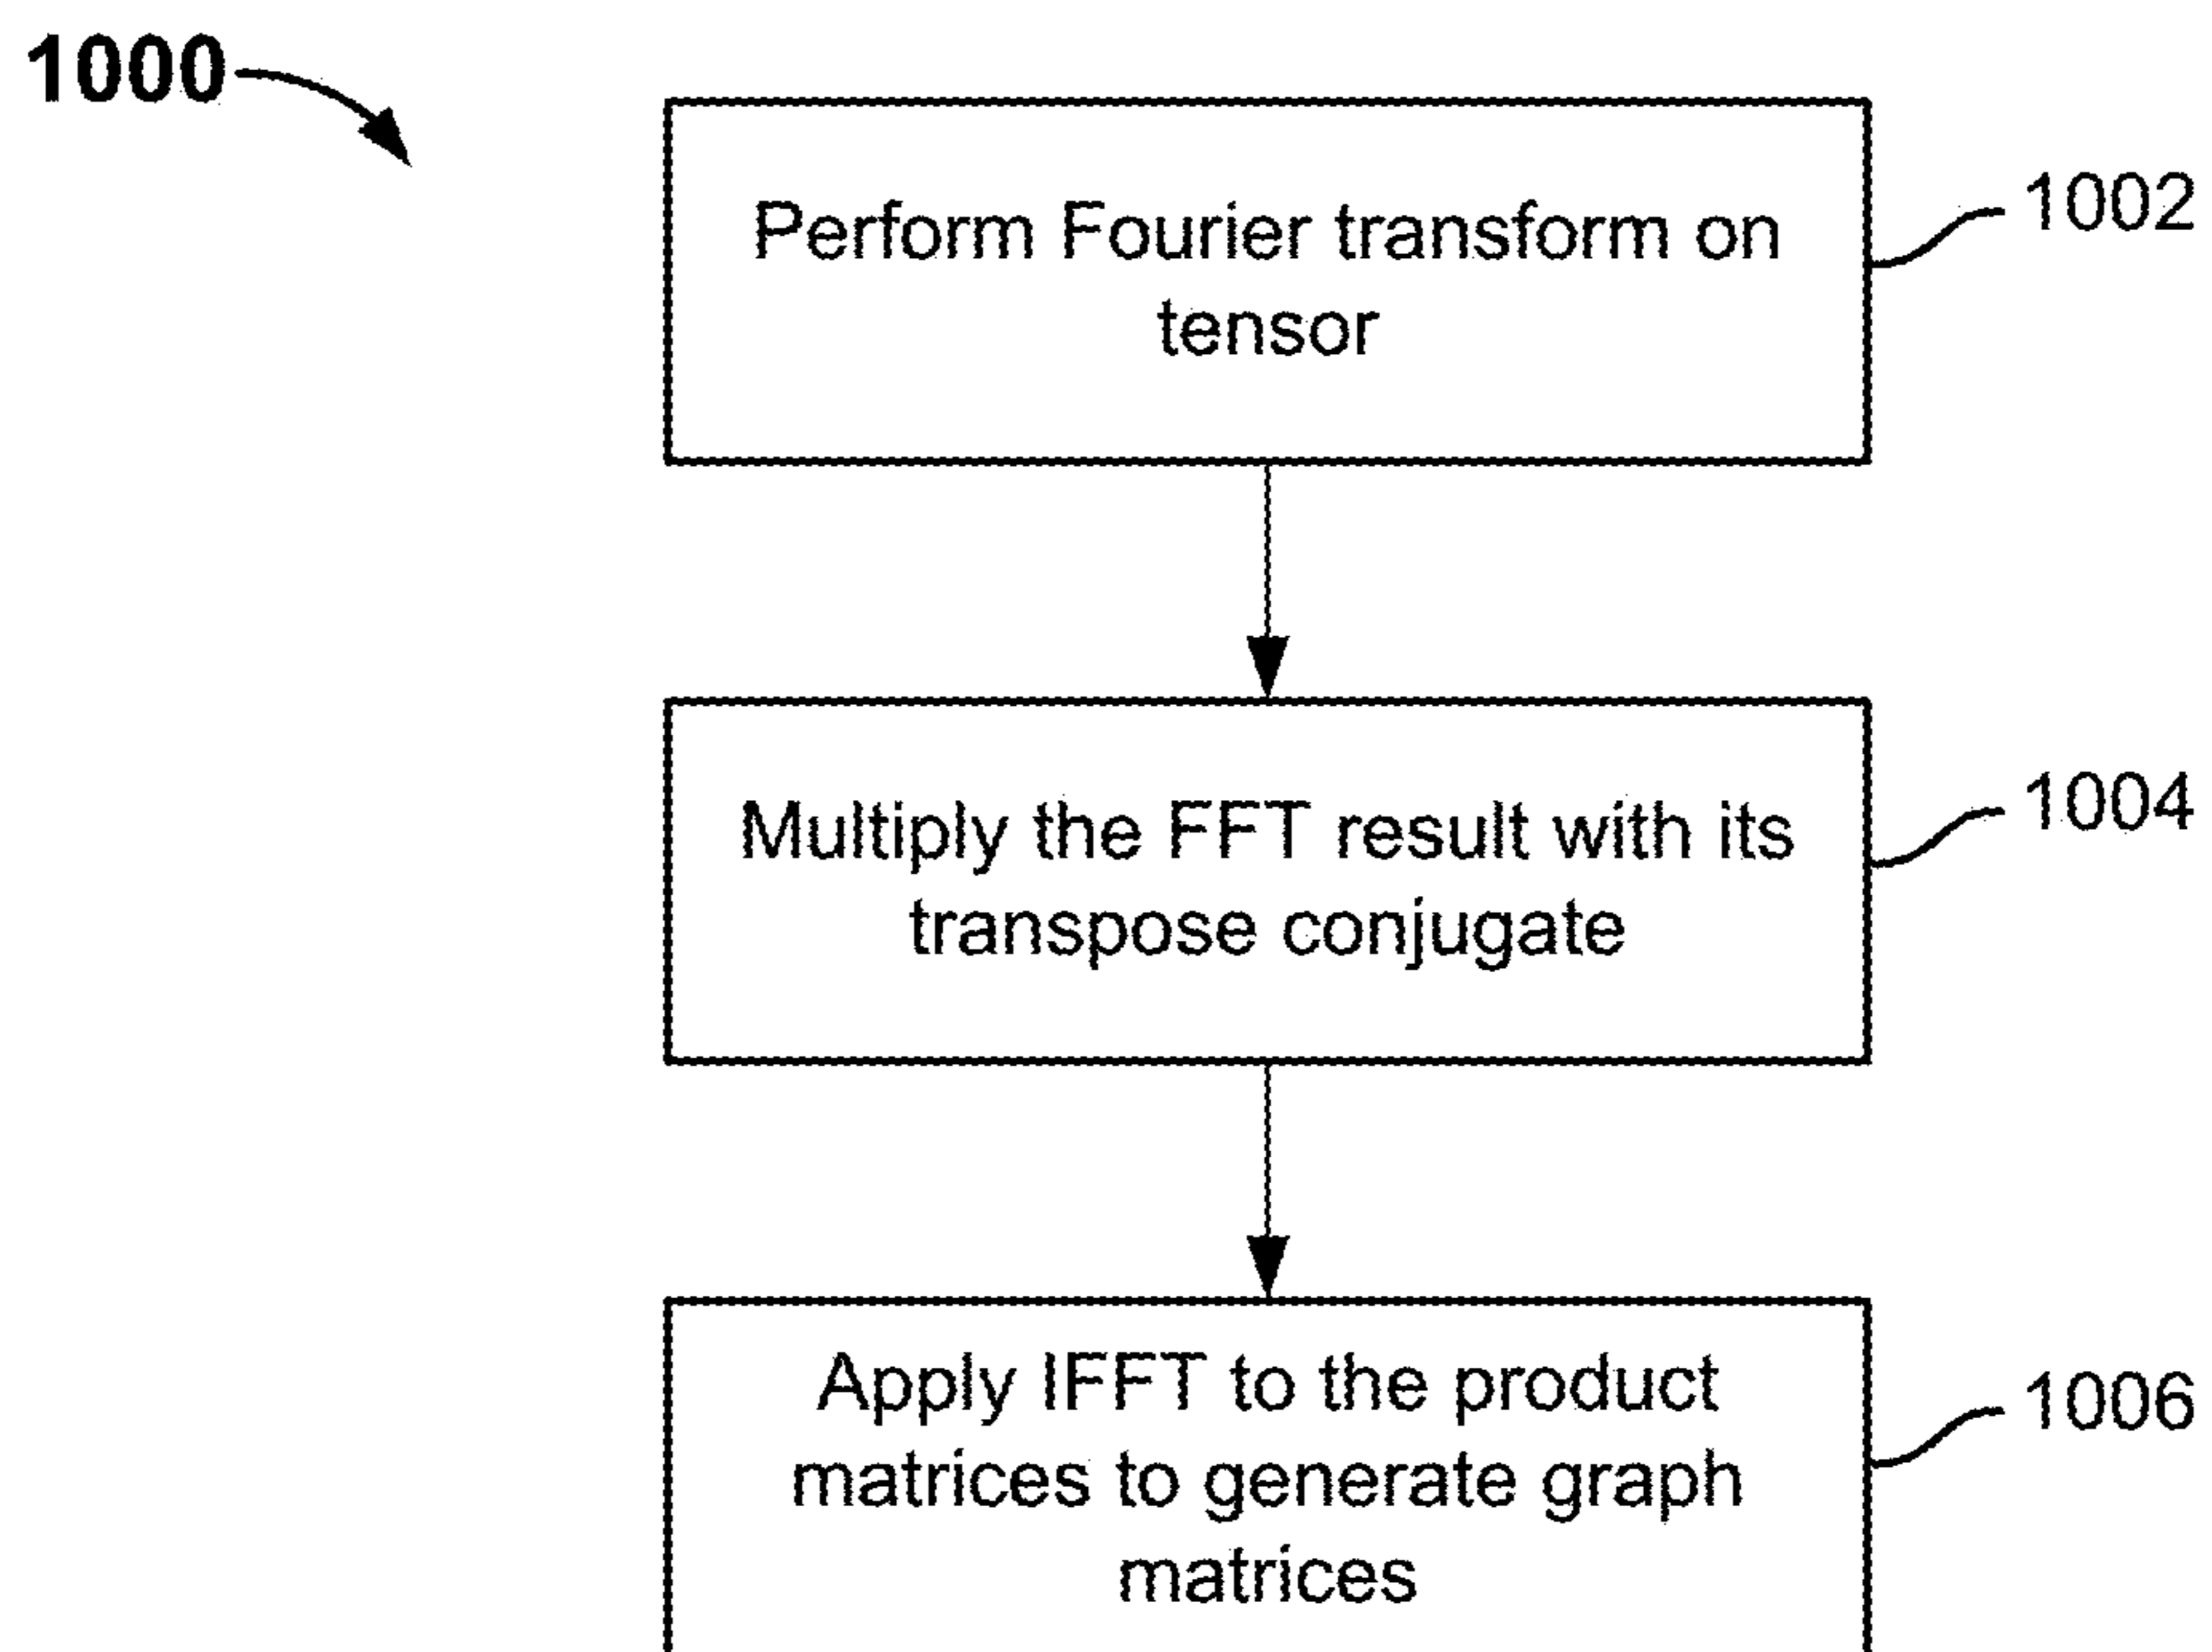 1000
Perform Fourier transform on
tensor
1002
Multiply the FFT result with its
transpose conjugate
1004
Apply IFFT to the product
matrices to generate graph
matrices
1006